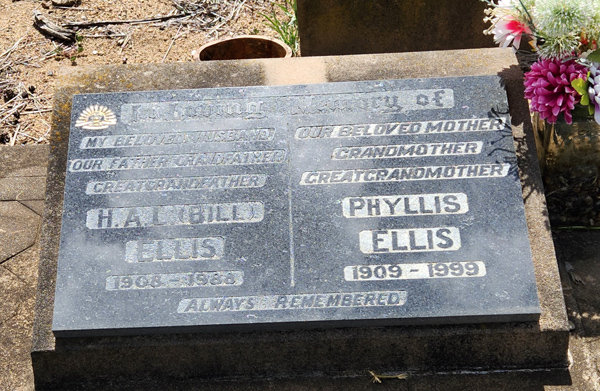 In Loving Memory of
MY BELOVED HUSBAND
OUR FATHER GRANDFATHER
GREATGRANDFATHER
H.A.L. (BILL)
ELLIS
1908 - 1988
OUR BELOVED MOTHER
GRANDMOTHER
GREATGRANDMOTHER
PHYLLIS
ELLIS
1909 - 1999
ALWAYS REMEMBERED